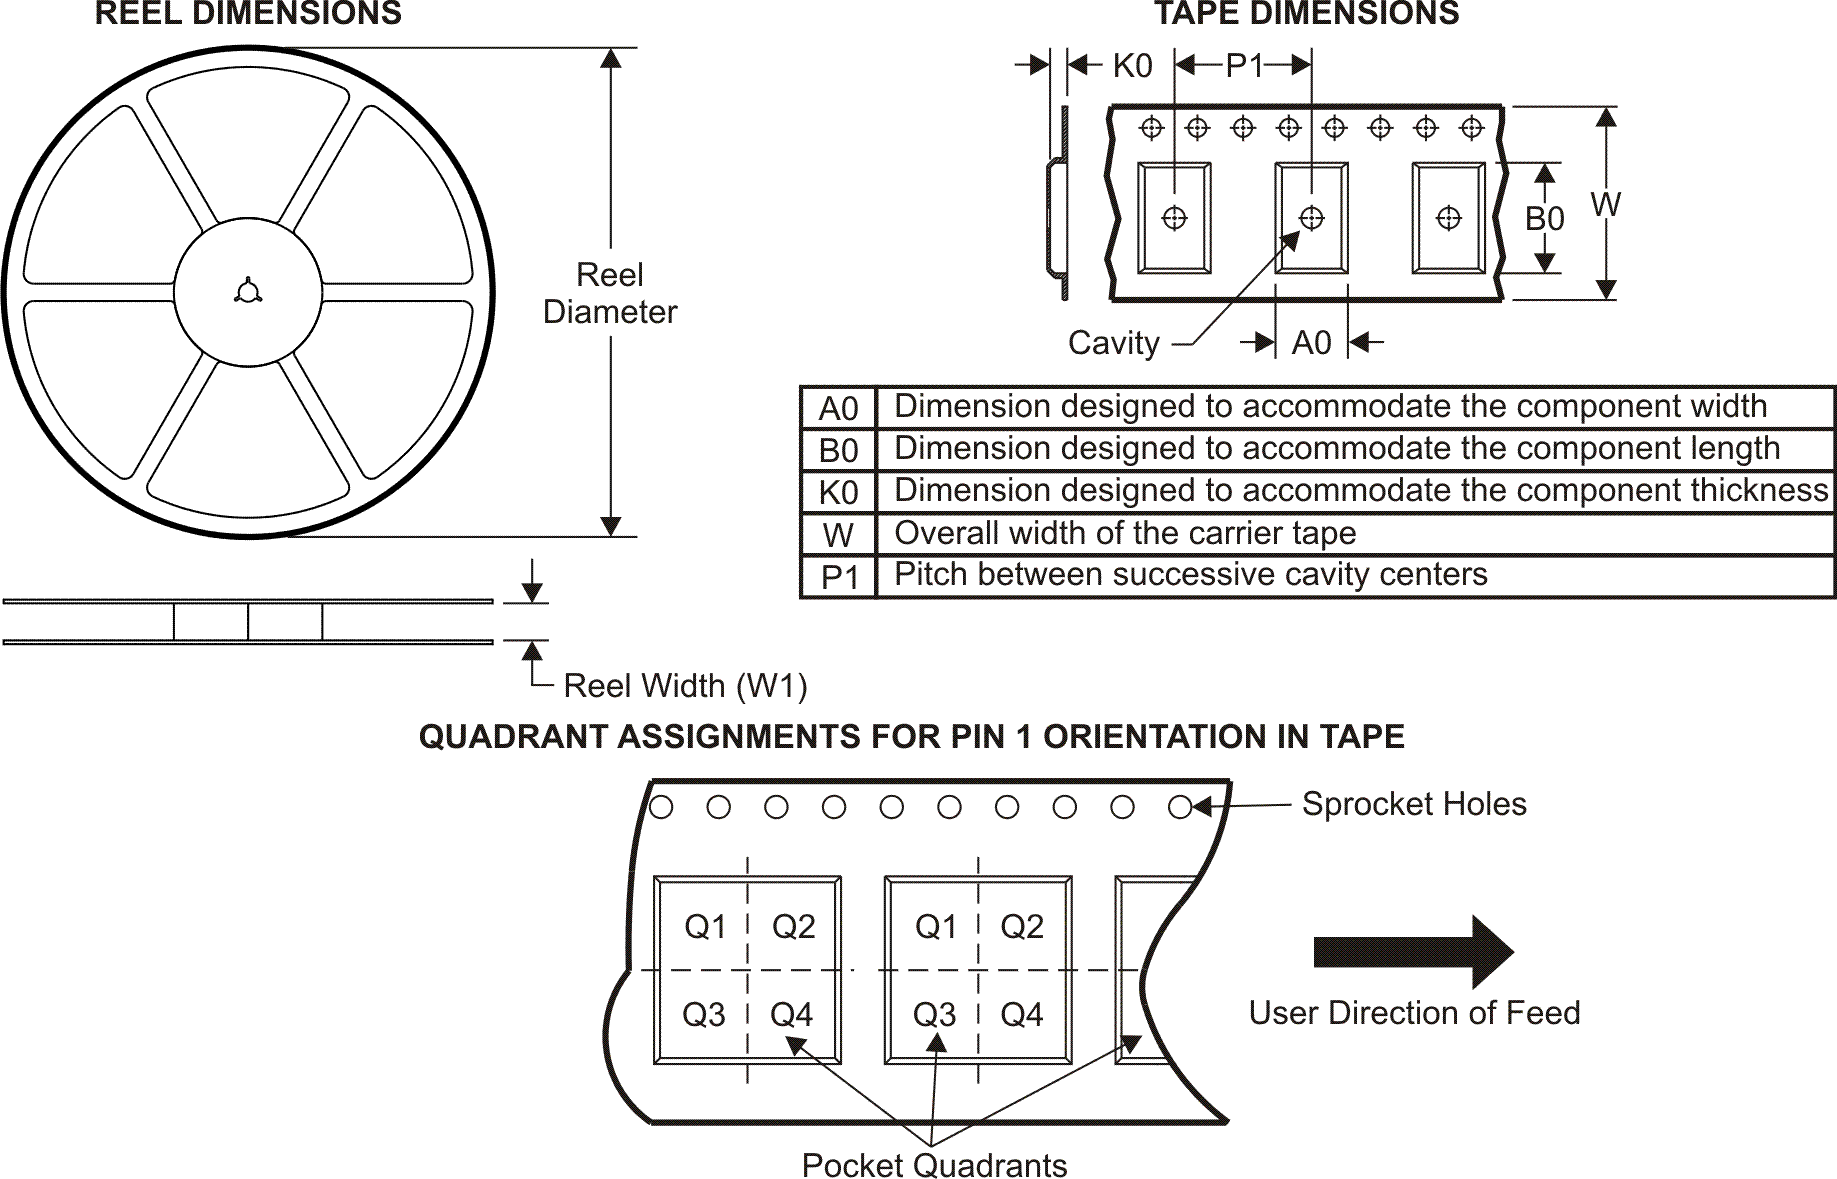 REEL DIMENSIONS
Reel
Diameter
Reel Width (W1)
TAPE DIMENSIONS
K0
P1
B0
W
Cavity
A0
A0 Dimension designed to accommodate the component width
B0 Dimension designed to accommodate the component length
K0 Dimension designed to accommodate the component thickness
W Overall width of the carrier tape
P1 Pitch between successive cavity centers
QUADRANT ASSIGNMENTS FOR PIN 1 ORIENTATION IN TAPE
Sprocket Holes
Q1 Q2 Q1 Q2
Q3 Q4 Q3 Q4
User Direction of Feed
Pocket Quadrants